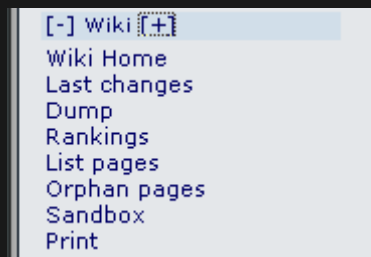 [-] Wiki [+]
Wiki Home
Last changes
Dump
Rankings
List pages
Orphan pages
Sandbox
Print